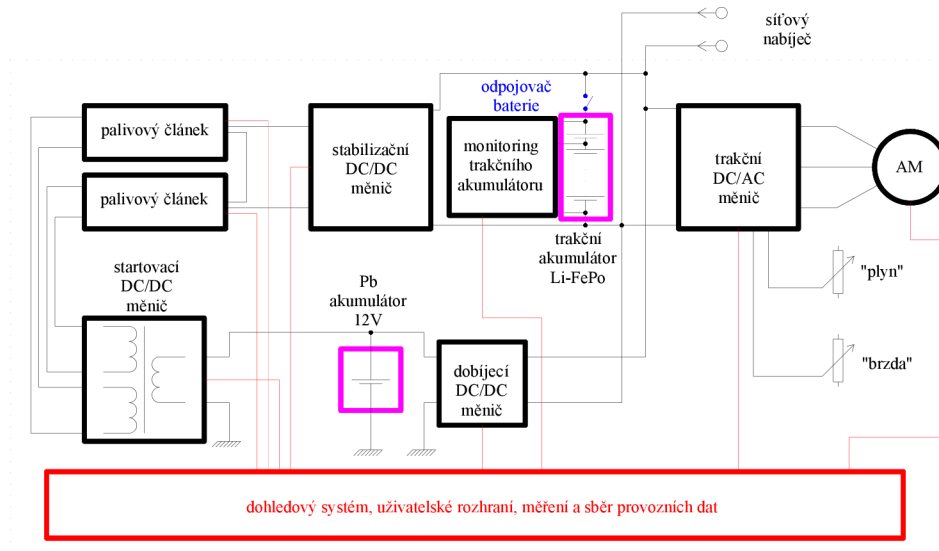 síťový
nabíječ
odpojovač
baterie
palivový článek
stabilizační
DC/DC
měnič
monitoring
trakčního
akumulátoru
trakční
DC/AC
měnič
AM
palivový článek
trakční
akumulátor
Li-FePo
startovací
DC/DC
měnič
"plyn"
Pb
akumulátor
12V
dobíjecí
DC/DC
měnič
"brzda"
dohledový systém, uživatelské rozhraní, měření a sběr provozních dat